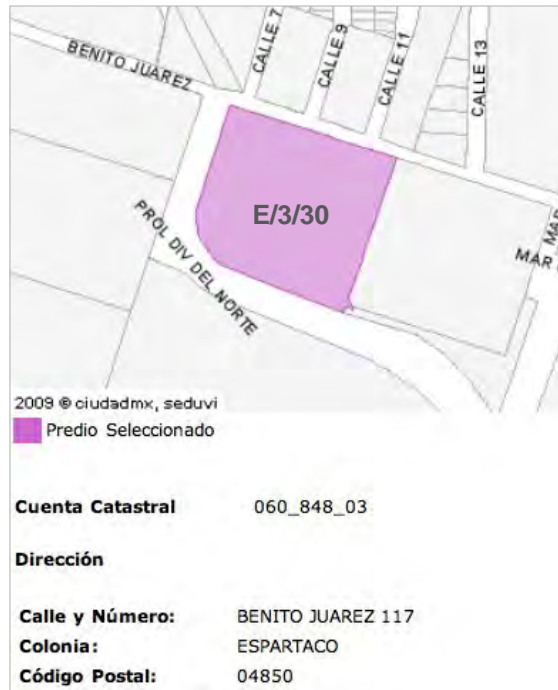 CALLE 7
CALLE 9
CALLE 11
CALLE 13
BENITO JUAREZ
E/3/30
MAR
MAR
PROL DIV DEL NORTE
2009 © ciudadmx, seduvi
Predio Seleccionado
Cuenta Catastral 060_848_03
Dirección
Calle y Número: BENITO JUAREZ 117
Colonia: ESPARTACO
Código Postal: 04850